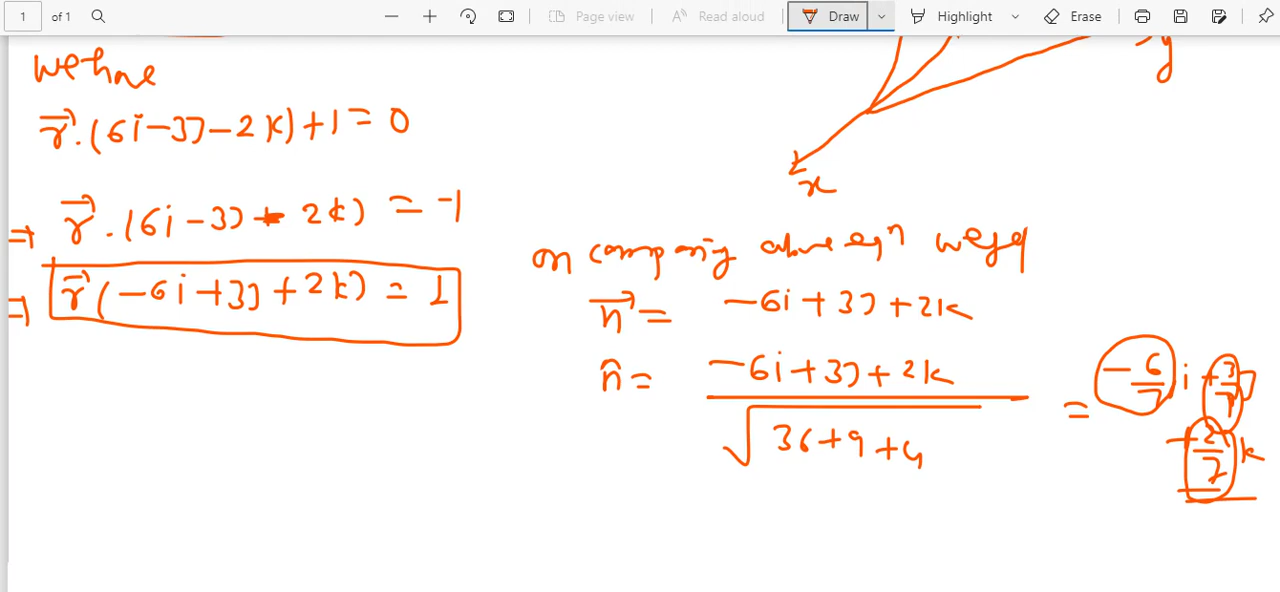 1 of 1 Page view Read aloud Draw Highlight Erase
y
x
we have
r⃗.(6i-3j-2k)+1=0
⇒ r⃗.(6i-3j-2k) = -1
⇒ r⃗(-6i+3j+2k) = 1
on comparing above eqn we get
n⃗ = -6i+3j+2k
n̂ = (-6i+3j+2k)/√(36+9+4) = -6/7 i + 3/7 j + 2/7 k